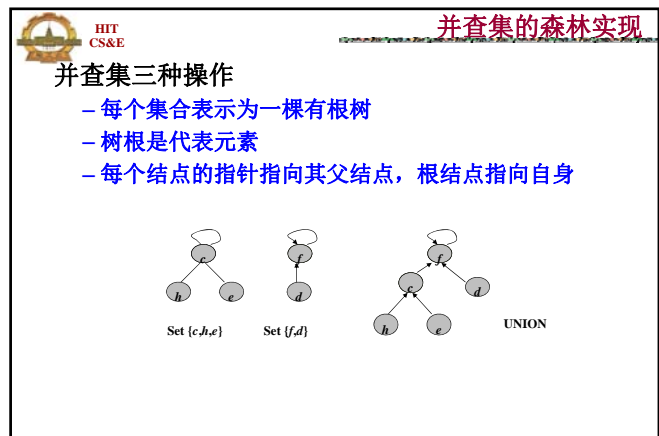 HIT
CS&E
并查集的森林实现
并查集三种操作
– 每个集合表示为一棵有根树
– 树根是代表元素
– 每个结点的指针指向其父结点，根结点指向自身
c
f
f
h
e
d
c
d
h
e
Set {c,h,e}
Set {f,d}
UNION